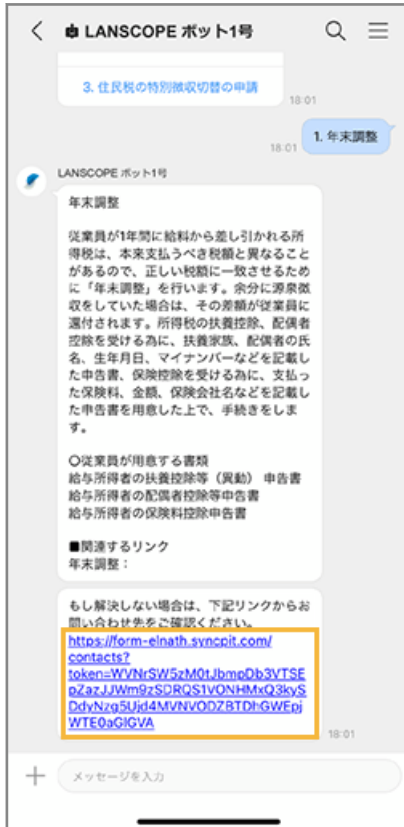 LANSCOPE ボット1号
3. 住民税の特別徴収切替の申請
18:01
1. 年末調整
18:01
LANSCOPE ボット1号
年末調整
従業員が1年間に給料から差し引かれる所
得税は、本来支払うべき税額と異なること
があるので、正しい税額に一致させるため
に「年末調整」を行います。余分に源泉徴
収をしていた場合は、その差額が従業員に
還付されます。所得税の扶養控除、配偶者
控除を受ける為に、扶養家族、配偶者の氏
名、生年月日、マイナンバーなどを記載し
た申告書、保険控除を受ける為に、支払っ
た保険料、金額、保険会社名などを記載し
た申告書を用意した上で、手続きをしま
す。
〇従業員が用意する書類
給与所得者の扶養控除等（異動） 申告書
給与所得者の配偶者控除等申告書
給与所得者の保険料控除申告書
■関連するリンク
年末調整：
もし解決しない場合は、下記リンクからお
問い合わせ先をご確認ください。
https://form-elnath.syncpit.com/
contacts?
token=WVNrSW5zM0tJbmpDb3VTSE
pZazJJWm9zSDRQS1VONHMxQ3kyS
DdyNzg5Ujd4MVNVODZBTDhGWEpj
WTE0aGlGVA
18:01
メッセージを入力